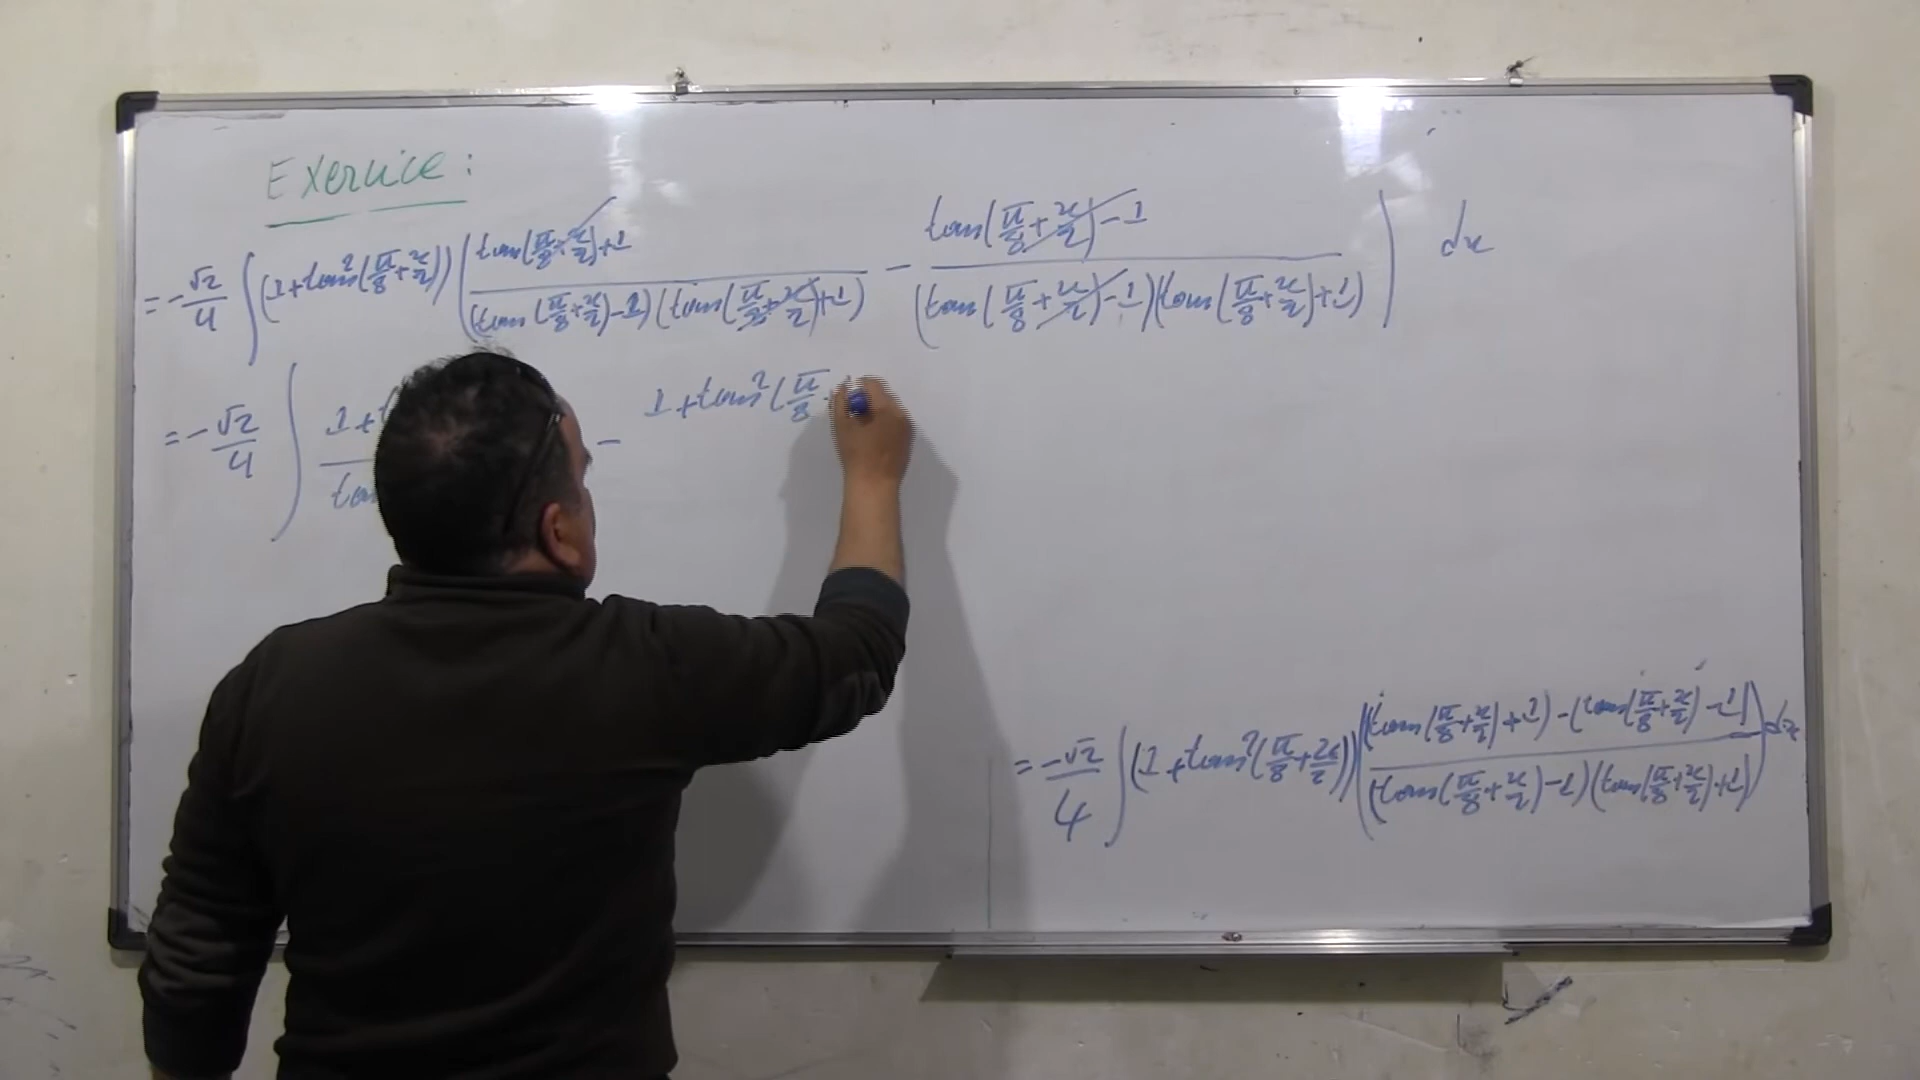 Exercice :
= -√2/4 ∫ (1+tan²(π/8+x/2)) ( (tan(π/8+x/2)+1) / ((tan(π/8+x/2)-1)(tan(π/8+x/2)+1)) - (tan(π/8+x/2)-1) / ((tan(π/8+x/2)-1)(tan(π/8+x/2)+1)) ) dx
= -√2/4 ∫ 1+ / tan - 1+tan²(π/8
= -√2/4 ∫ (1+tan²(π/8+x/2)) ( ((tan(π/8+x/2)+1)-(tan(π/8+x/2)-1)) / ((tan(π/8+x/2)-1)(tan(π/8+x/2)+1)) ) dx